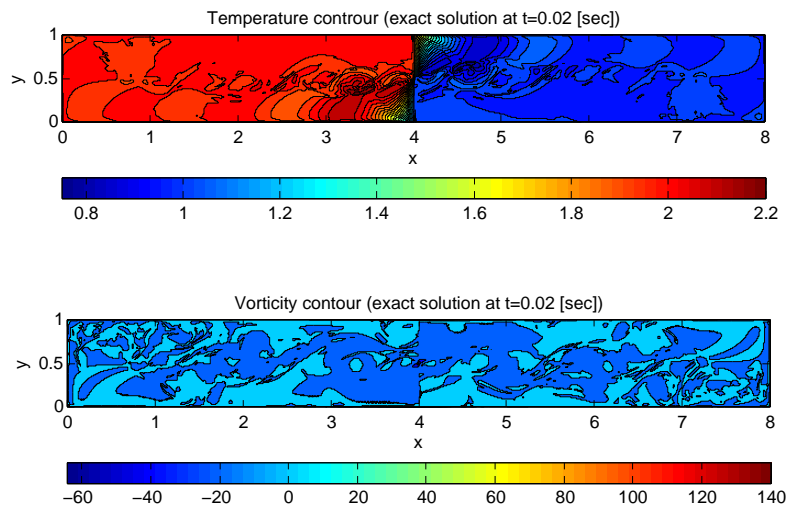 Temperature controur (exact solution at t=0.02 [sec])
1
0.5
0
y
0 1 2 3 4 5 6 7 8
x
0.8 1 1.2 1.4 1.6 1.8 2 2.2
Vorticity contour (exact solution at t=0.02 [sec])
1
0.5
0
y
0 1 2 3 4 5 6 7 8
x
−60 −40 −20 0 20 40 60 80 100 120 140